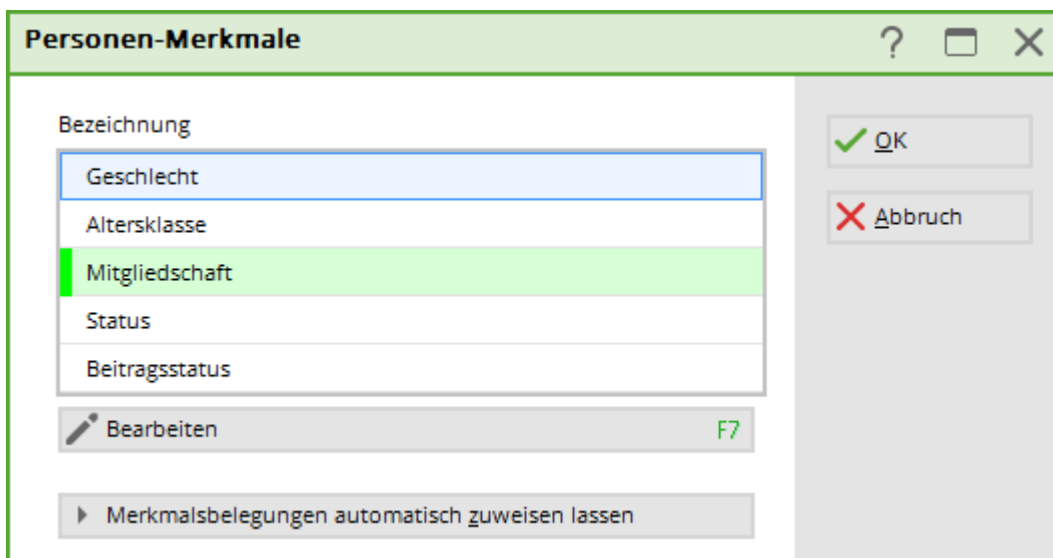 Personen-Merkmale
Bezeichnung
Geschlecht
Altersklasse
Mitgliedschaft
Status
Beitragsstatus
Bearbeiten F7
Merkmalsbelegungen automatisch zuweisen lassen
OK
Abbruch